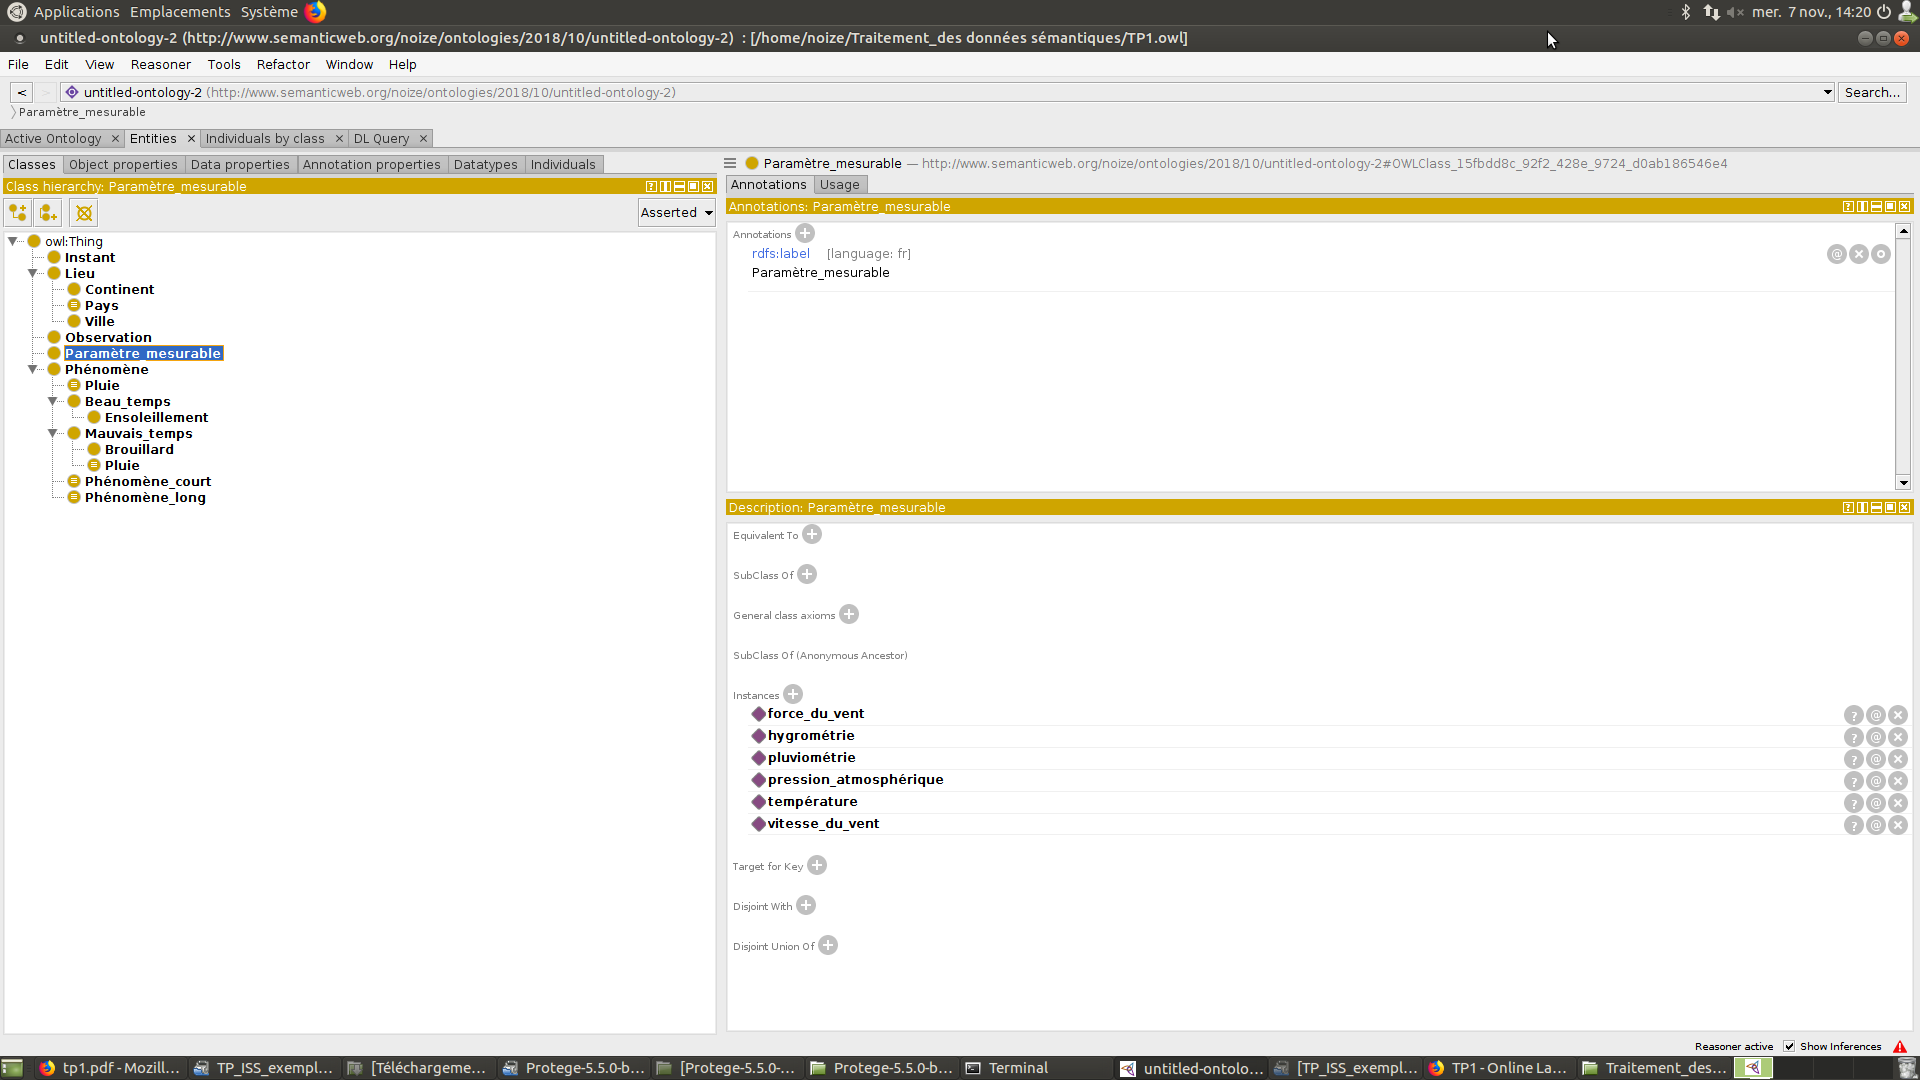 Applications Emplacements Système mer. 7 nov., 14:20
untitled-ontology-2 (http://www.semanticweb.org/noize/ontologies/2018/10/untitled-ontology-2) : [/home/noize/Traitement_des données sémantiques/TP1.owl]
File Edit View Reasoner Tools Refactor Window Help
< > untitled-ontology-2 (http://www.semanticweb.org/noize/ontologies/2018/10/untitled-ontology-2) Search...
Paramètre_mesurable
Active Ontology × Entities × Individuals by class × DL Query ×
Classes Object properties Data properties Annotation properties Datatypes Individuals
Paramètre_mesurable — http://www.semanticweb.org/noize/ontologies/2018/10/untitled-ontology-2#OWLClass_15fbdd8c_92f2_428e_9724_d0ab186546e4
Class hierarchy: Paramètre_mesurable
Asserted
owl:Thing
Instant
Lieu
Continent
Pays
Ville
Observation
Paramètre_mesurable
Phénomène
Pluie
Beau_temps
Ensoleillement
Mauvais_temps
Brouillard
Pluie
Phénomène_court
Phénomène_long
Annotations Usage
Annotations: Paramètre_mesurable
Annotations
rdfs:label [language: fr]
Paramètre_mesurable
Description: Paramètre_mesurable
Equivalent To
SubClass Of
General class axioms
SubClass Of (Anonymous Ancestor)
Instances
force_du_vent
hygrométrie
pluviométrie
pression_atmosphérique
température
vitesse_du_vent
Target for Key
Disjoint With
Disjoint Union Of
Reasoner active Show Inferences
tp1.pdf - Mozill... TP_ISS_exempl... [Téléchargeme... Protege-5.5.0-b... [Protege-5.5.0-... Protege-5.5.0-b... Terminal untitled-ontolo... [TP_ISS_exempl... TP1 - Online La... Traitement_des...